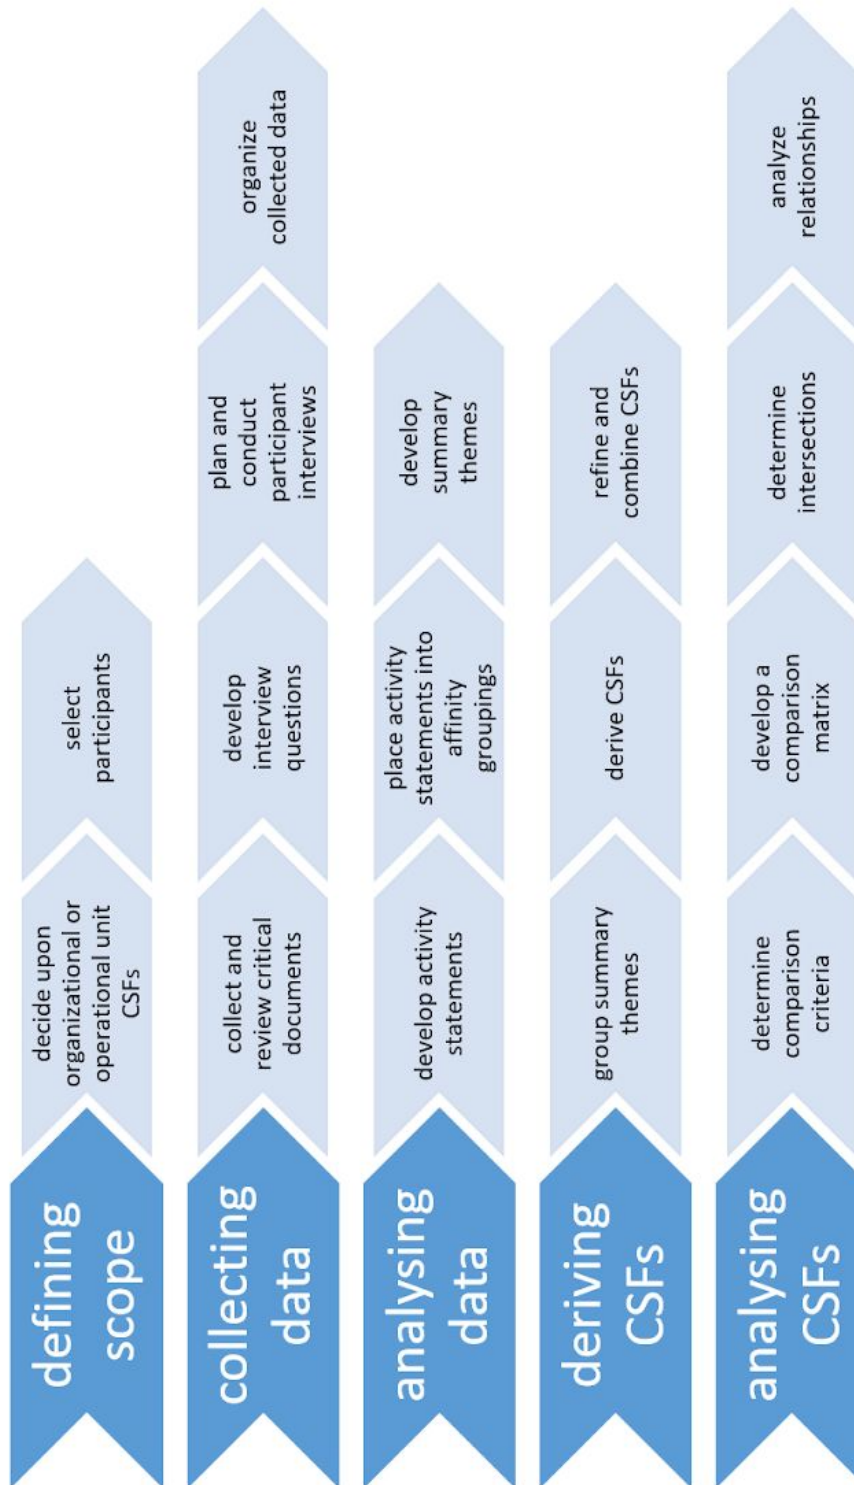 defining
scope
decide upon
organizational or
operational unit
CSFs
select
participants
collecting
data
collect and
review critical
documents
develop
interview
questions
plan and
conduct
participant
interviews
organize
collected data
analysing
data
develop activity
statements
place activity
statements into
affinity
groupings
develop
summary
themes
deriving
CSFs
group summary
themes
derive CSFs
refine and
combine CSFs
analysing
CSFs
determine
comparison
criteria
develop a
comparison
matrix
determine
intersections
analyze
relationships